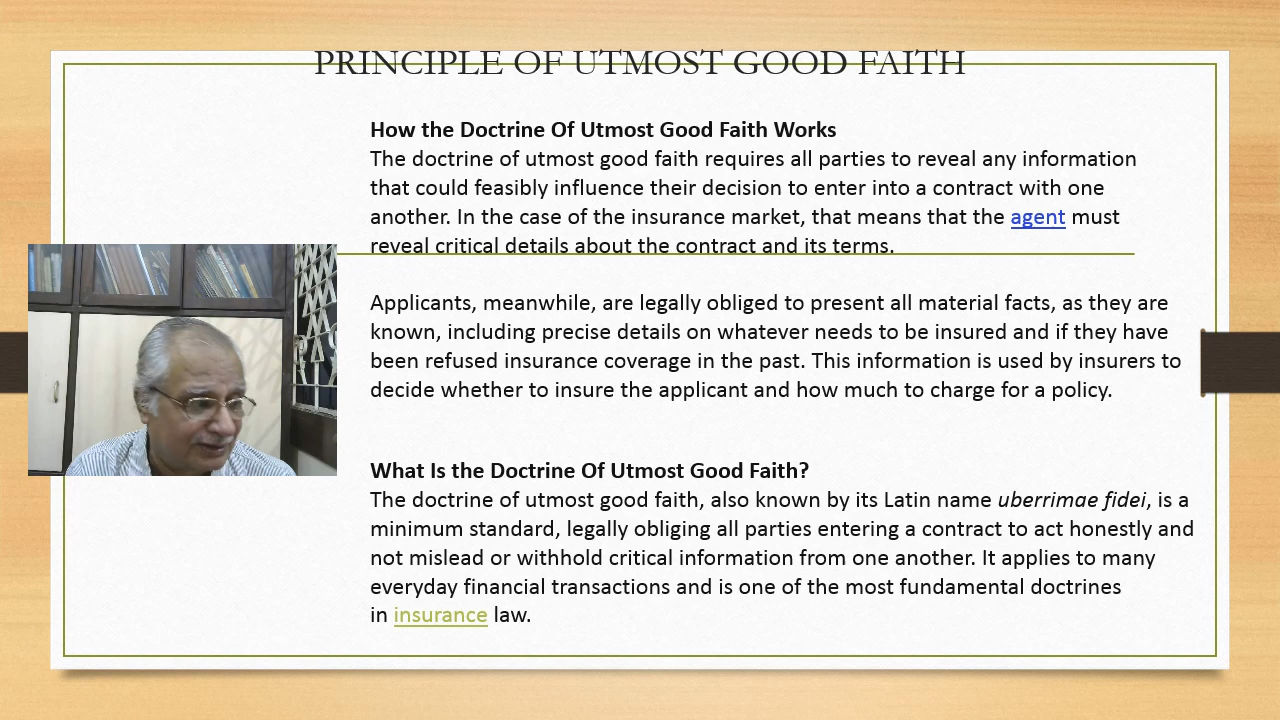 PRINCIPLE OF UTMOST GOOD FAITH
How the Doctrine Of Utmost Good Faith Works
The doctrine of utmost good faith requires all parties to reveal any information
that could feasibly influence their decision to enter into a contract with one
another. In the case of the insurance market, that means that the agent must
reveal critical details about the contract and its terms.
Applicants, meanwhile, are legally obliged to present all material facts, as they are
known, including precise details on whatever needs to be insured and if they have
been refused insurance coverage in the past. This information is used by insurers to
decide whether to insure the applicant and how much to charge for a policy.
What Is the Doctrine Of Utmost Good Faith?
The doctrine of utmost good faith, also known by its Latin name uberrimae fidei, is a
minimum standard, legally obliging all parties entering a contract to act honestly and
not mislead or withhold critical information from one another. It applies to many
everyday financial transactions and is one of the most fundamental doctrines
in insurance law.